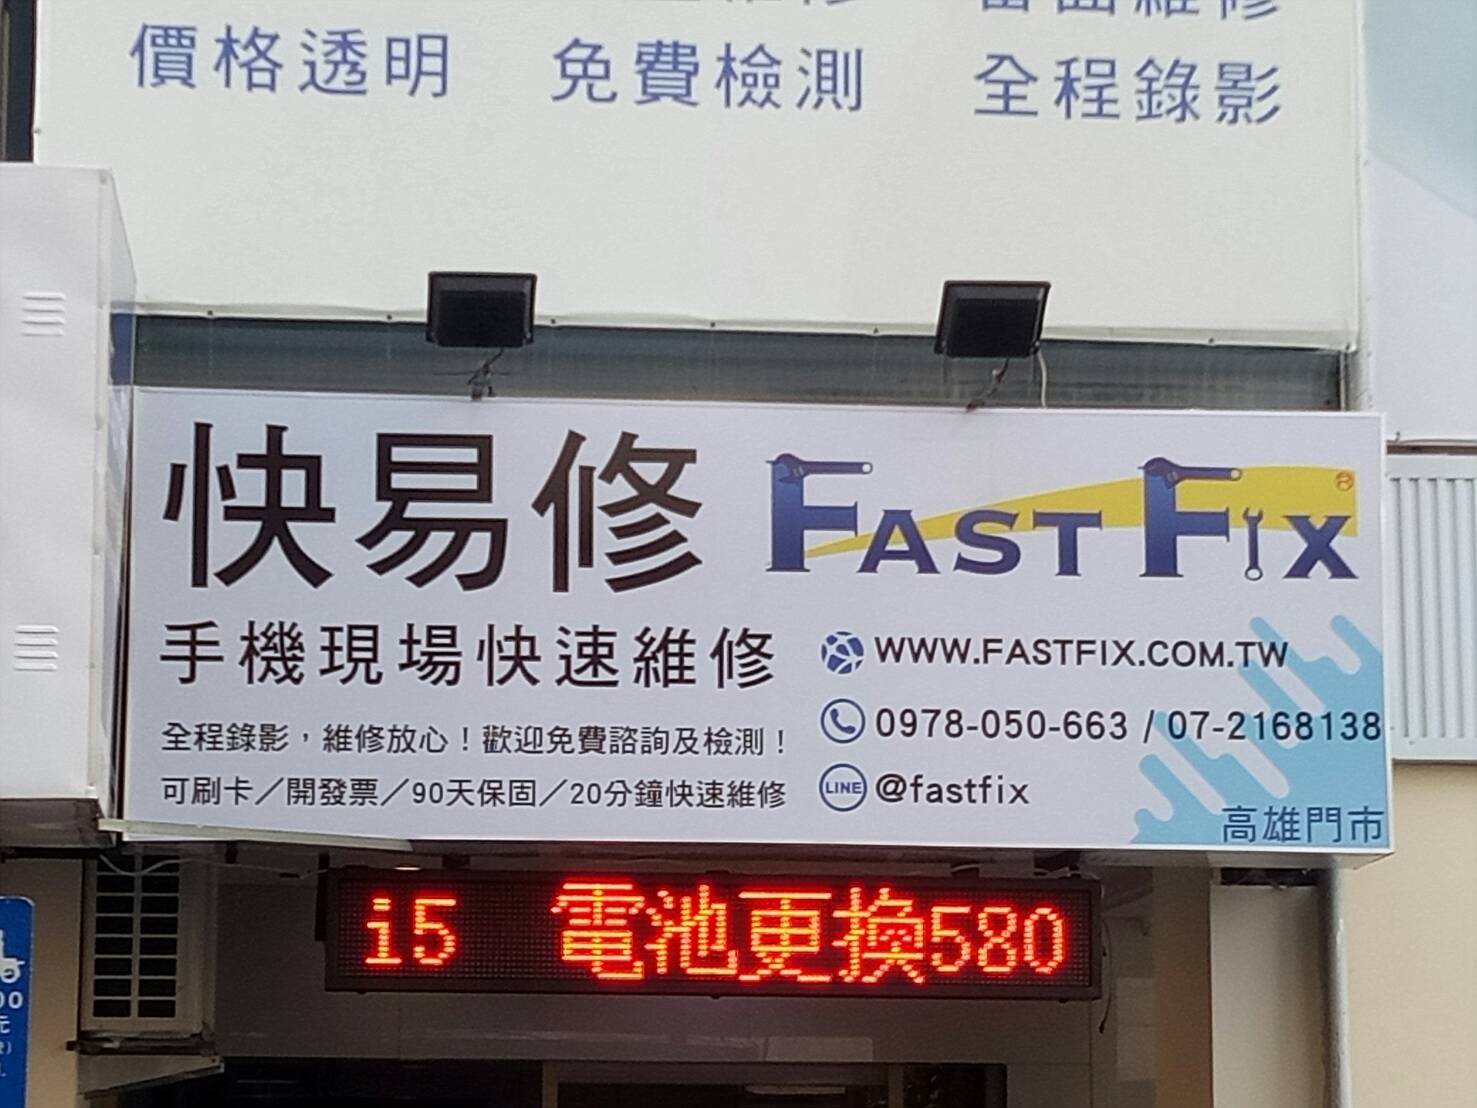 價格透明 免費檢測 全程錄影
快易修 FAST FIX
手機現場快速維修
WWW.FASTFIX.COM.TW
全程錄影，維修放心！歡迎免費諮詢及檢測！
0978-050-663 / 07-2168138
可刷卡／開發票／90天保固／20分鐘快速維修
LINE @fastfix
高雄門市
i5 電池更換580